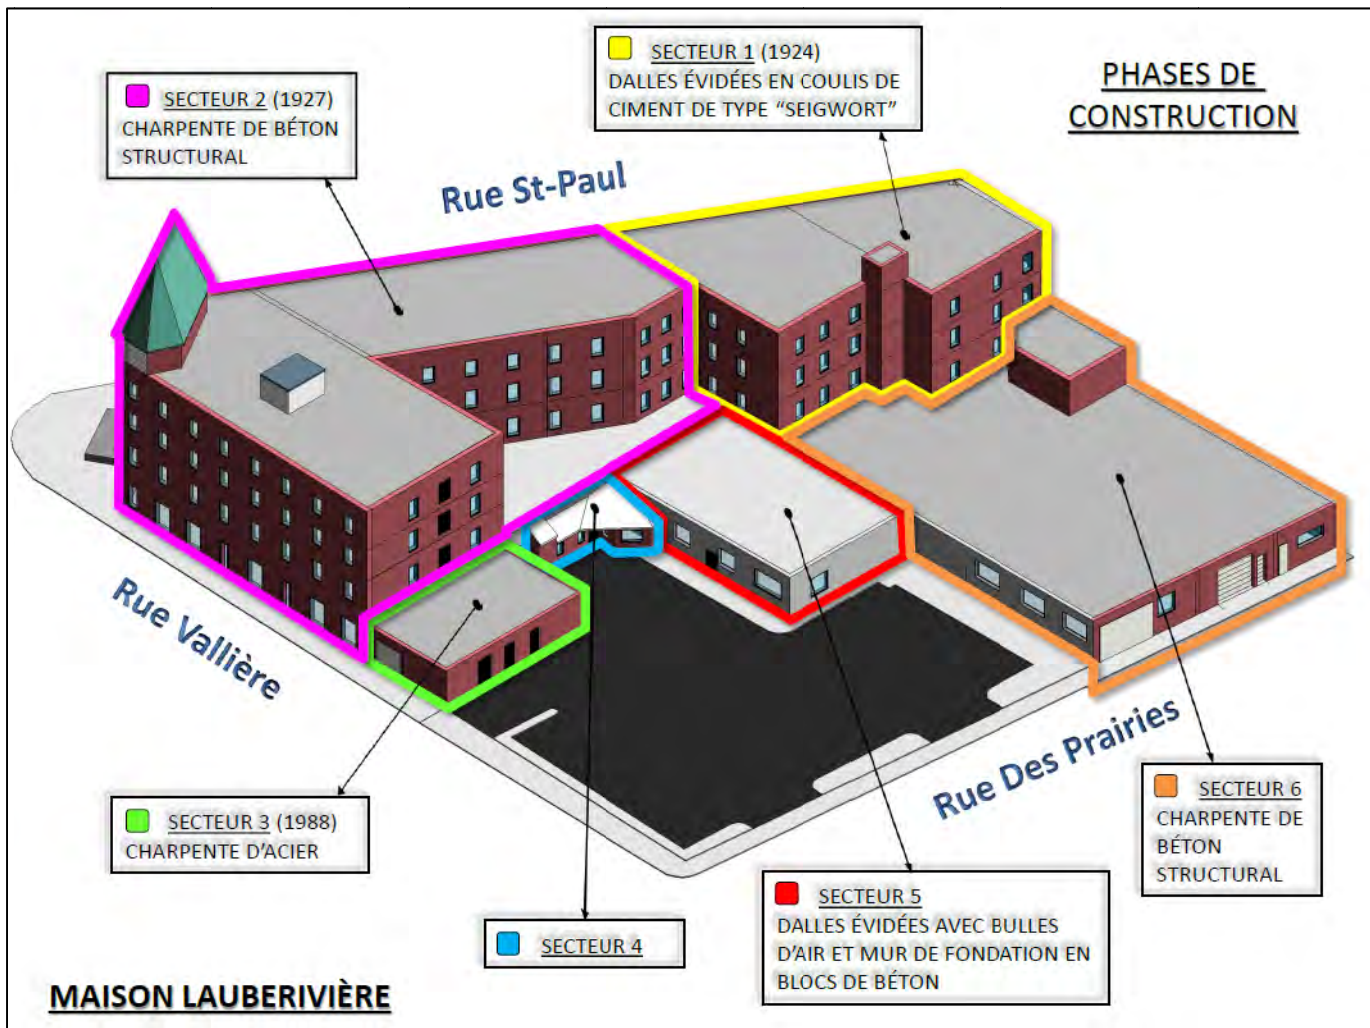 PHASES DE
CONSTRUCTION
SECTEUR 1 (1924)
DALLES ÉVIDÉES EN COULIS DE
CIMENT DE TYPE “SEIGWORT”
SECTEUR 2 (1927)
CHARPENTE DE BÉTON
STRUCTURAL
Rue St-Paul
Rue Vallière
Rue Des Prairies
SECTEUR 3 (1988)
CHARPENTE D’ACIER
SECTEUR 4
SECTEUR 5
DALLES ÉVIDÉES AVEC BULLES
D’AIR ET MUR DE FONDATION EN
BLOCS DE BÉTON
SECTEUR 6
CHARPENTE DE
BÉTON
STRUCTURAL
MAISON LAUBERIVIÈRE